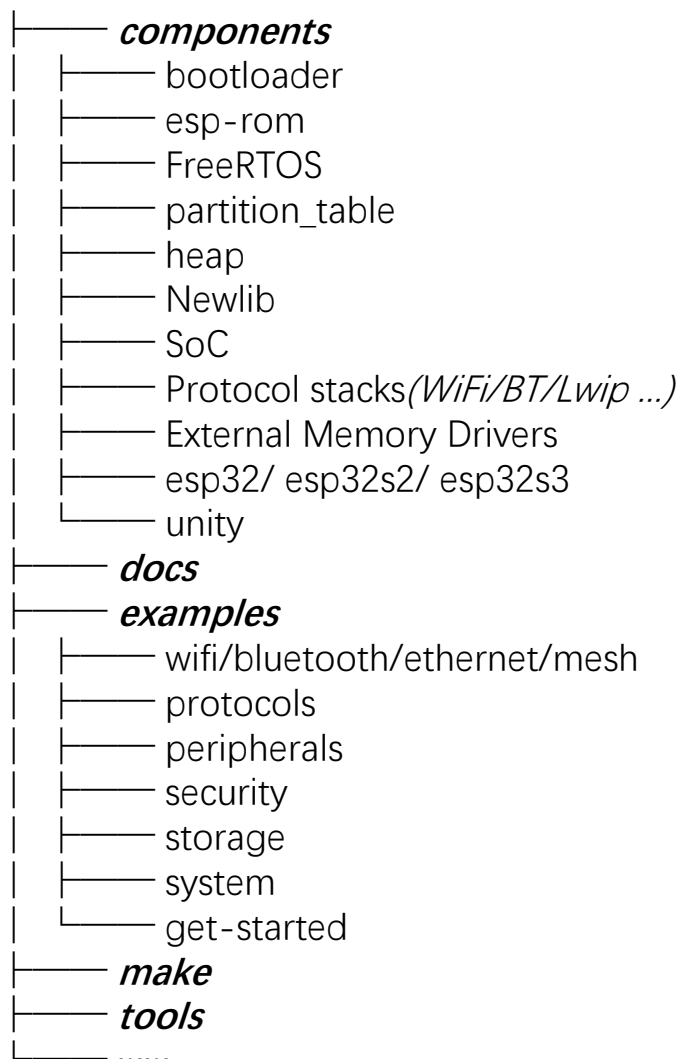 components
bootloader
esp-rom
FreeRTOS
partition_table
heap
Newlib
SoC
Protocol stacks(WiFi/BT/Lwip ...)
External Memory Drivers
esp32/ esp32s2/ esp32s3
unity
docs
examples
wifi/bluetooth/ethernet/mesh
protocols
peripherals
security
storage
system
get-started
make
tools